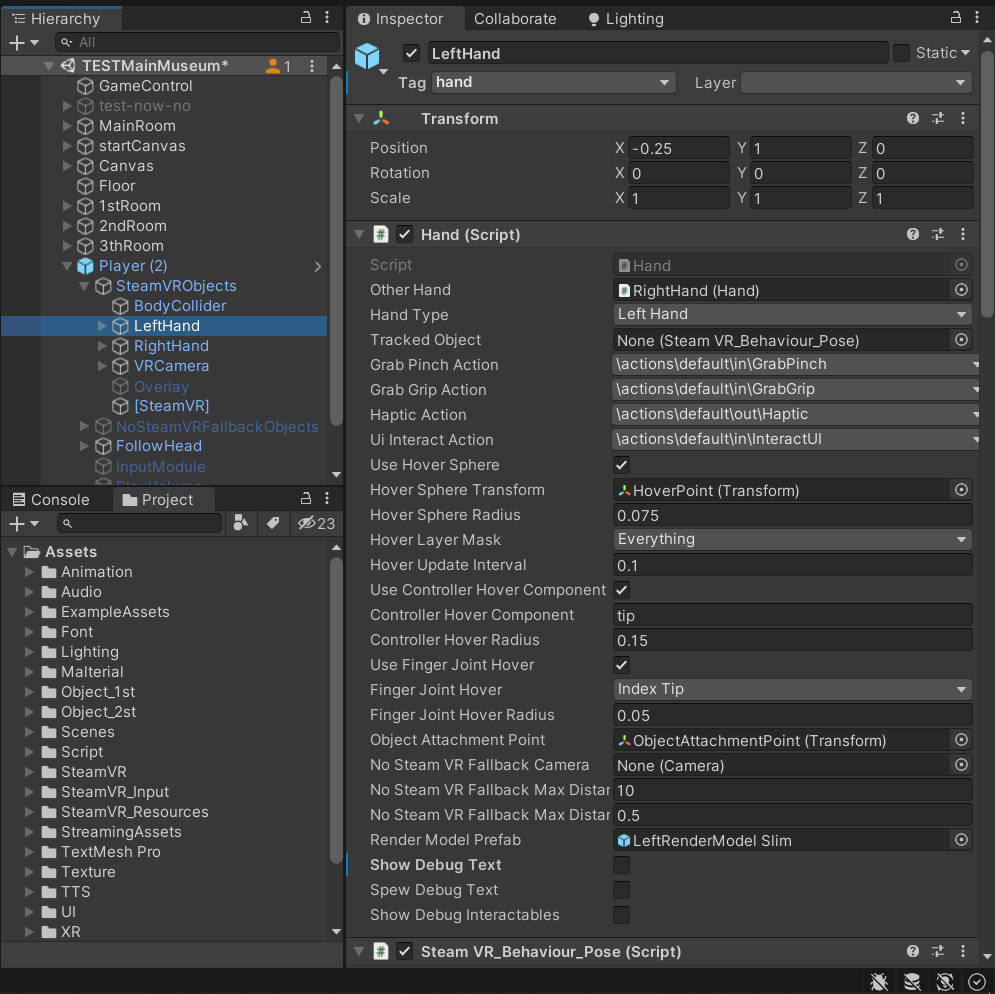 Hierarchy
All
TESTMainMuseum*
1
GameControl
test-now-no
MainRoom
startCanvas
Canvas
Floor
1stRoom
2ndRoom
3thRoom
Player (2)
SteamVRObjects
BodyCollider
LeftHand
RightHand
VRCamera
Overlay
[SteamVR]
NoSteamVRFallbackObjects
FollowHead
InputModule
Console
Project
23
Assets
Animation
Audio
ExampleAssets
Font
Lighting
Malterial
Object_1st
Object_2st
Scenes
Script
SteamVR
SteamVR_Input
SteamVR_Resources
StreamingAssets
TextMesh Pro
Texture
TTS
UI
XR
Inspector
Collaborate
Lighting
LeftHand
Static
Tag hand
Layer
Transform
Position X -0.25 Y 1 Z 0
Rotation X 0 Y 0 Z 0
Scale X 1 Y 1 Z 1
Hand (Script)
Script Hand
Other Hand RightHand (Hand)
Hand Type Left Hand
Tracked Object None (Steam VR_Behaviour_Pose)
Grab Pinch Action \actions\default\in\GrabPinch
Grab Grip Action \actions\default\in\GrabGrip
Haptic Action \actions\default\out\Haptic
Ui Interact Action \actions\default\in\InteractUI
Use Hover Sphere
Hover Sphere Transform HoverPoint (Transform)
Hover Sphere Radius 0.075
Hover Layer Mask Everything
Hover Update Interval 0.1
Use Controller Hover Component
Controller Hover Component tip
Controller Hover Radius 0.15
Use Finger Joint Hover
Finger Joint Hover Index Tip
Finger Joint Hover Radius 0.05
Object Attachment Point ObjectAttachmentPoint (Transform)
No Steam VR Fallback Camera None (Camera)
No Steam VR Fallback Max Distar 10
No Steam VR Fallback Max Distar 0.5
Render Model Prefab LeftRenderModel Slim
Show Debug Text
Spew Debug Text
Show Debug Interactables
Steam VR_Behaviour_Pose (Script)